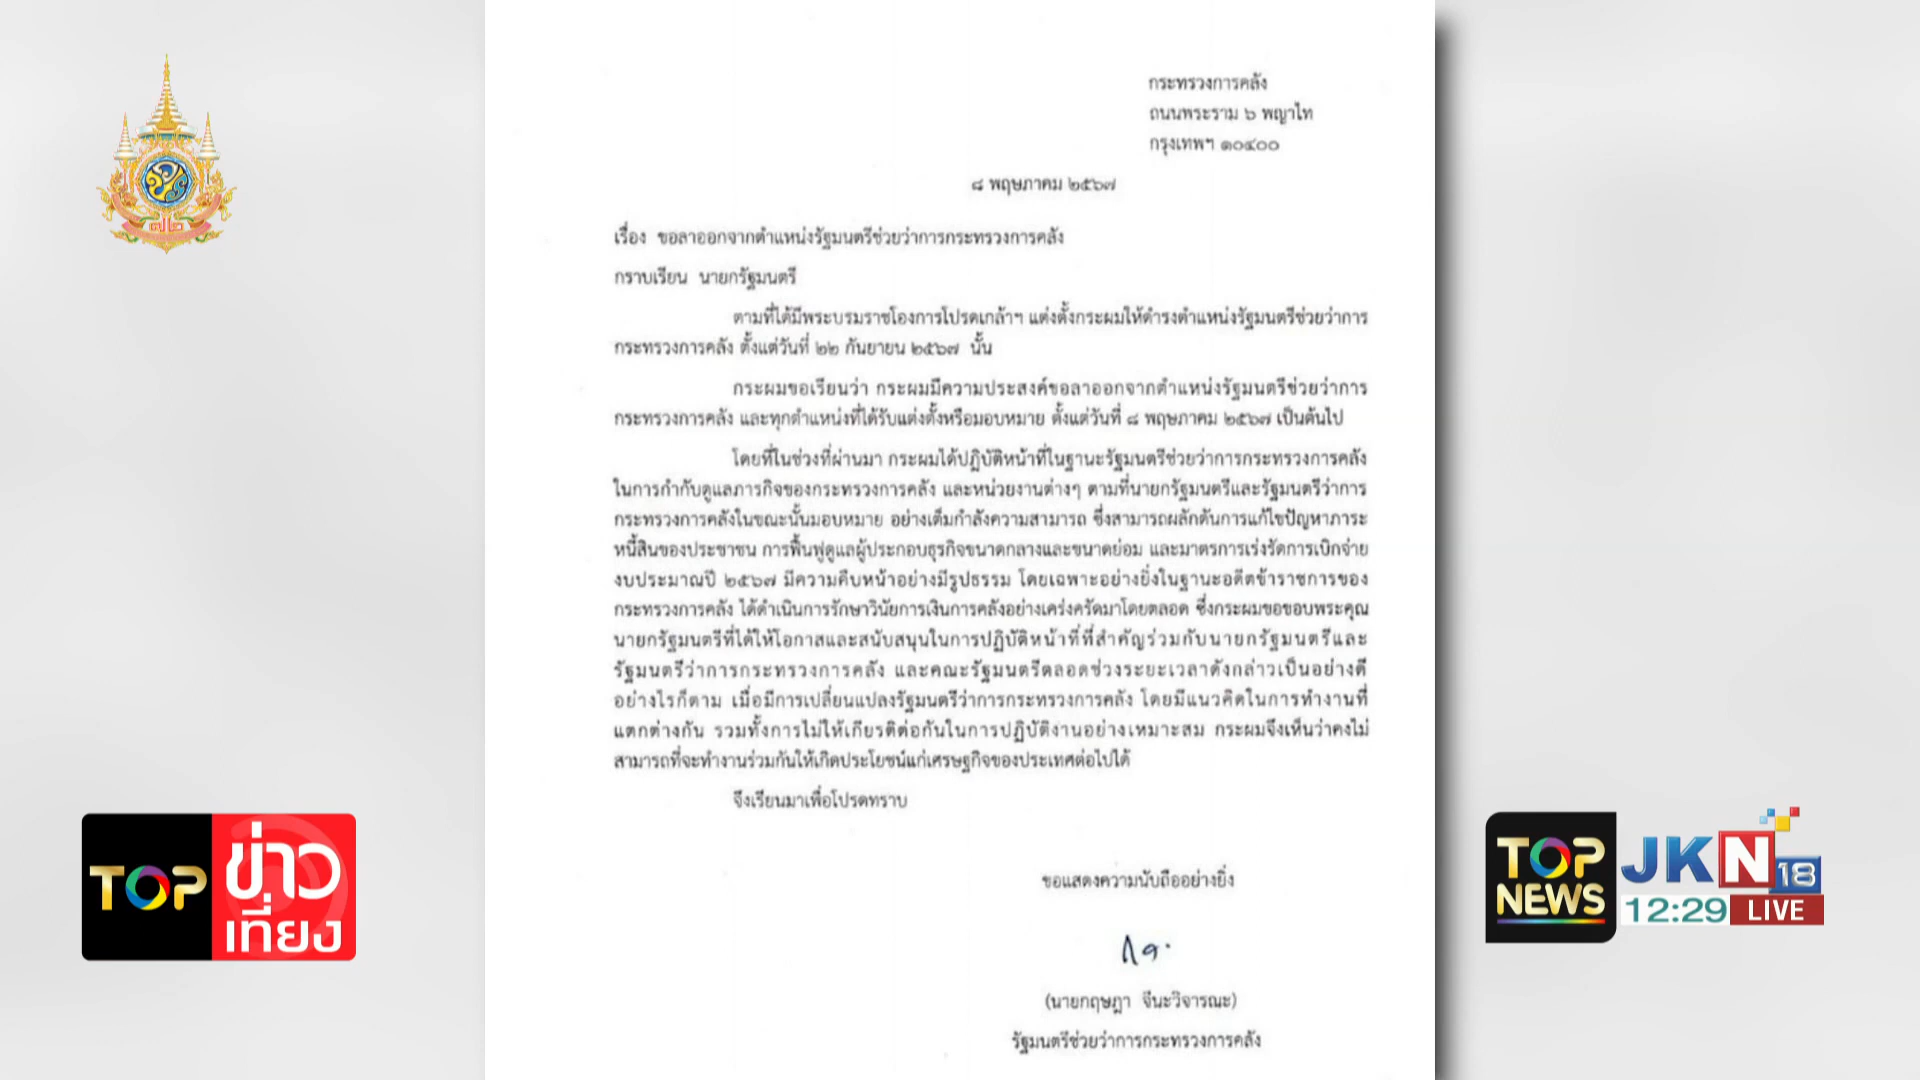 กระทรวงการคลัง
ถนนพระราม ๖ พญาไท
กรุงเทพฯ ๑๐๔๐๐
๘ พฤษภาคม ๒๕๖๗
เรื่อง ขอลาออกจากตำแหน่งรัฐมนตรีช่วยว่าการกระทรวงการคลัง
กราบเรียน นายกรัฐมนตรี
ตามที่ได้มีพระบรมราชโองการโปรดเกล้าฯ แต่งตั้งกระผมให้ดำรงตำแหน่งรัฐมนตรีช่วยว่าการ
กระทรวงการคลัง ตั้งแต่วันที่ ๒๒ กันยายน ๒๕๖๗ นั้น
กระผมขอเรียนว่า กระผมมีความประสงค์ขอลาออกจากตำแหน่งรัฐมนตรีช่วยว่าการ
กระทรวงการคลัง และทุกตำแหน่งที่ได้รับแต่งตั้งหรือมอบหมาย ตั้งแต่วันที่ ๘ พฤษภาคม ๒๕๖๗ เป็นต้นไป
โดยที่ในช่วงที่ผ่านมา กระผมได้ปฏิบัติหน้าที่ในฐานะรัฐมนตรีช่วยว่าการกระทรวงการคลัง
ในการกำกับดูแลภารกิจของกระทรวงการคลัง และหน่วยงานต่างๆ ตามที่นายกรัฐมนตรีและรัฐมนตรีว่าการ
กระทรวงการคลังในขณะนั้นมอบหมาย อย่างเต็มกำลังความสามารถ ซึ่งสามารถผลักดันการแก้ไขปัญหาภาระ
หนี้สินของประชาชน การฟื้นฟูดูแลผู้ประกอบธุรกิจขนาดกลางและขนาดย่อม และมาตรการเร่งรัดการเบิกจ่าย
งบประมาณปี ๒๕๖๗ มีความคืบหน้าอย่างมีรูปธรรม โดยเฉพาะอย่างยิ่งในฐานะอดีตข้าราชการของ
กระทรวงการคลัง ได้ดำเนินการรักษาวินัยการเงินการคลังอย่างเคร่งครัดมาโดยตลอด ซึ่งกระผมขอขอบพระคุณ
นายกรัฐมนตรีที่ได้ให้โอกาสและสนับสนุนในการปฏิบัติหน้าที่ที่สำคัญร่วมกับนายกรัฐมนตรีและ
รัฐมนตรีว่าการกระทรวงการคลัง และคณะรัฐมนตรีตลอดช่วงระยะเวลาดังกล่าวเป็นอย่างดี
อย่างไรก็ตาม เมื่อมีการเปลี่ยนแปลงรัฐมนตรีว่าการกระทรวงการคลัง โดยมีแนวคิดในการทำงานที่
แตกต่างกัน รวมทั้งการไม่ให้เกียรติต่อกันในการปฏิบัติงานอย่างเหมาะสม กระผมจึงเห็นว่าคงไม่
สามารถที่จะทำงานร่วมกันให้เกิดประโยชน์แก่เศรษฐกิจของประเทศต่อไปได้
จึงเรียนมาเพื่อโปรดทราบ
ขอแสดงความนับถืออย่างยิ่ง
(นายกฤษฎา จีนะวิจารณะ)
รัฐมนตรีช่วยว่าการกระทรวงการคลัง
๗๒
TOP ข่าว
เที่ยง
TOP
NEWS
JKN18
12:29 LIVE